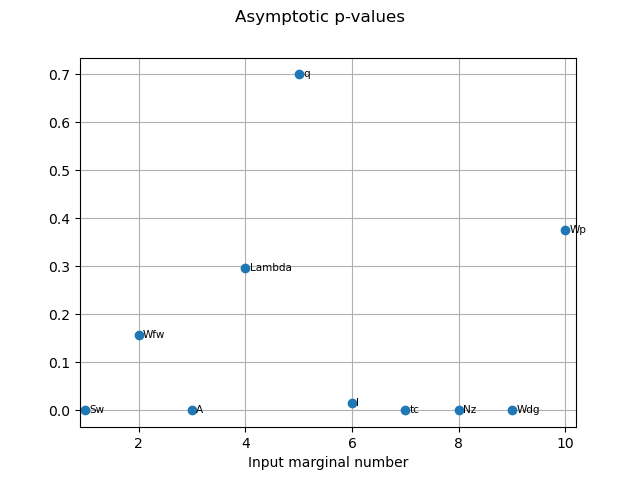 Asymptotic p-values
0.7
q
0.6
0.5
0.4
Wp
0.3
Lambda
0.2
Wfw
0.1
l
0.0
Sw
A
tc
Nz
Wdg
2
4
6
8
10
Input marginal number